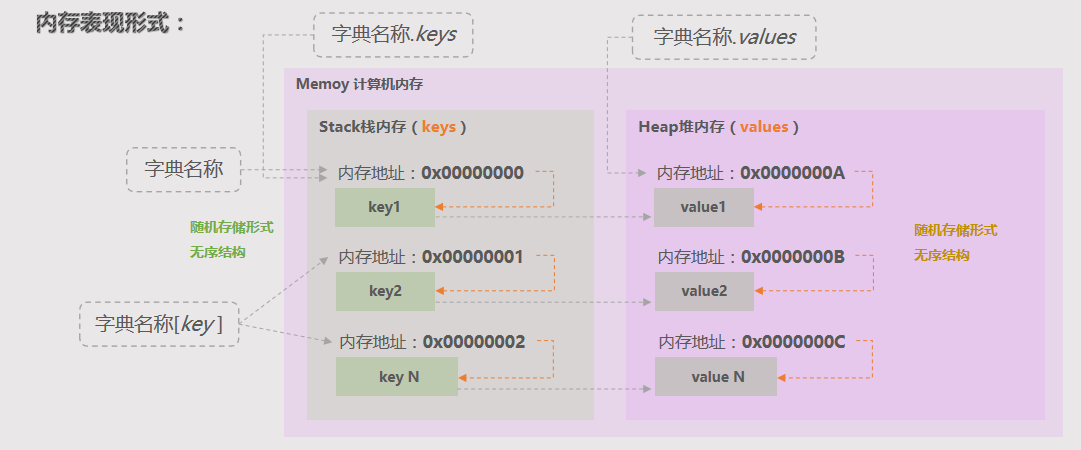 内存表现形式：
字典名称.keys
字典名称.values
Memoy 计算机内存
Stack栈内存（keys）
Heap堆内存（values）
字典名称
内存地址：0x00000000
内存地址：0x0000000A
key1
value1
随机存储形式
无序结构
随机存储形式
无序结构
内存地址：0x00000001
内存地址：0x0000000B
key2
value2
字典名称[key ]
内存地址：0x00000002
内存地址：0x0000000C
key N
value N